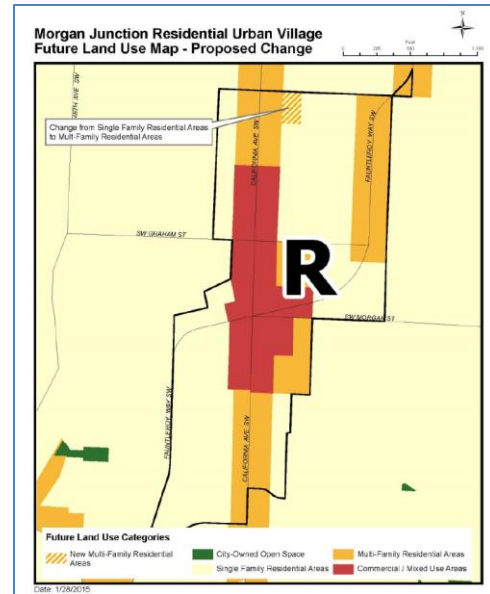 Morgan Junction Residential Urban Village
Future Land Use Map - Proposed Change
N
Feet
Change from Single Family Residential Areas
to Multi-Family Residential Areas
CALIFORNIA AVE SW
FAUNTLEROY WAY SW
SW GRAHAM ST
R
SW MORGAN ST
FAUNTLEROY WAY SW
CALIFORNIA AVE SW
Future Land Use Categories
New Multi-Family Residential
Areas
City-Owned Open Space
Multi-Family Residential Areas
Single Family Residential Areas
Commercial / Mixed Use Areas
Date: 1/28/2015